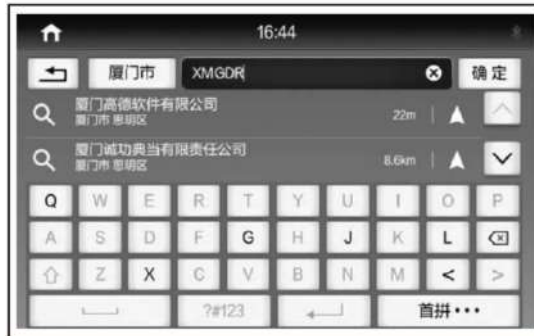 16:44
厦门市 XMGDR 确定
厦门高德软件有限公司
厦门市 思明区 22m
厦门诚功典当有限责任公司
厦门市 思明区 8.6km
Q W E R T Y U I O P
A S D F G H J K L
Z X C V B N M < >
?#123 首拼•••